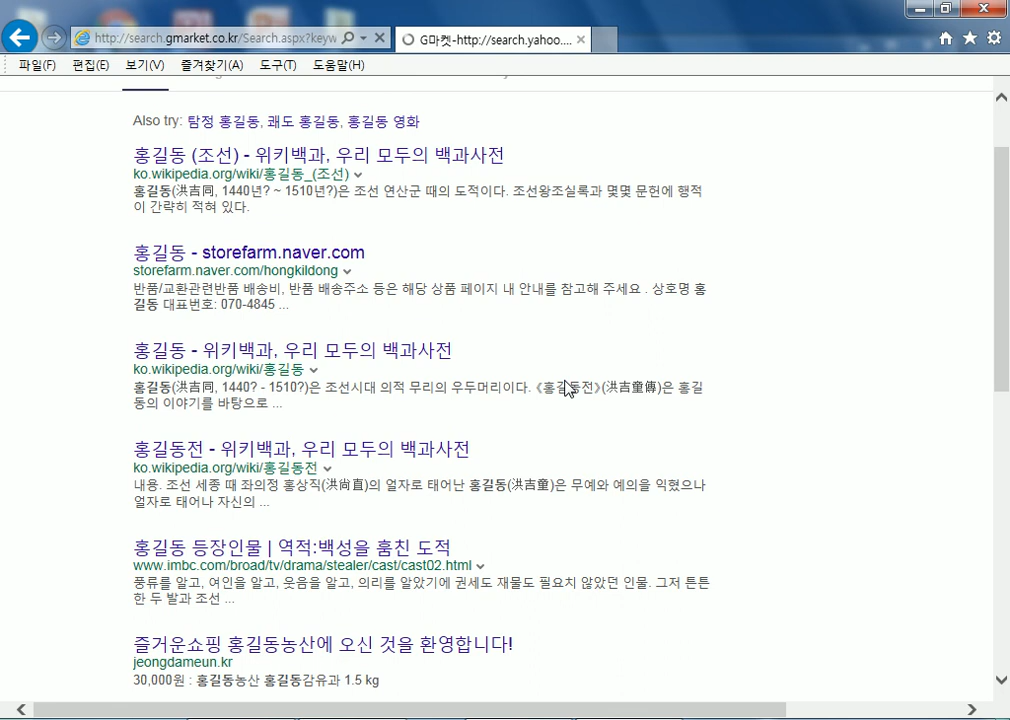 http://search.gmarket.co.kr/Search.aspx?keyw
G마켓-http://search.yahoo....
파일(F) 편집(E) 보기(V) 즐겨찾기(A) 도구(T) 도움말(H)
Also try: 탐정 홍길동, 쾌도 홍길동, 홍길동 영화
홍길동 (조선) - 위키백과, 우리 모두의 백과사전
ko.wikipedia.org/wiki/홍길동_(조선)
홍길동(洪吉同, 1440년? ~ 1510년?)은 조선 연산군 때의 도적이다. 조선왕조실록과 몇몇 문헌에 행적
이 간략히 적혀 있다.
홍길동 - storefarm.naver.com
storefarm.naver.com/hongkildong
반품/교환관련반품 배송비, 반품 배송주소 등은 해당 상품 페이지 내 안내를 참고해 주세요 . 상호명 홍
길동 대표번호: 070-4845 ...
홍길동 - 위키백과, 우리 모두의 백과사전
ko.wikipedia.org/wiki/홍길동
홍길동(洪吉同, 1440? - 1510?)은 조선시대 의적 무리의 우두머리이다. 《홍길동전》(洪吉童傳)은 홍길
동의 이야기를 바탕으로 ...
홍길동전 - 위키백과, 우리 모두의 백과사전
ko.wikipedia.org/wiki/홍길동전
내용. 조선 세종 때 좌의정 홍상직(洪尙直)의 얼자로 태어난 홍길동(洪吉童)은 무예와 예의을 익혔으나
얼자로 태어나 자신의 ...
홍길동 등장인물 | 역적:백성을 훔친 도적
www.imbc.com/broad/tv/drama/stealer/cast/cast02.html
풍류를 알고, 여인을 알고, 웃음을 알고, 의리를 알았기에 권세도 재물도 필요치 않았던 인물. 그저 튼튼
한 두 발과 조선 ...
즐거운쇼핑 홍길동농산에 오신 것을 환영합니다!
jeongdameun.kr
30,000원 : 홍길동농산 홍길동감유과 1.5 kg